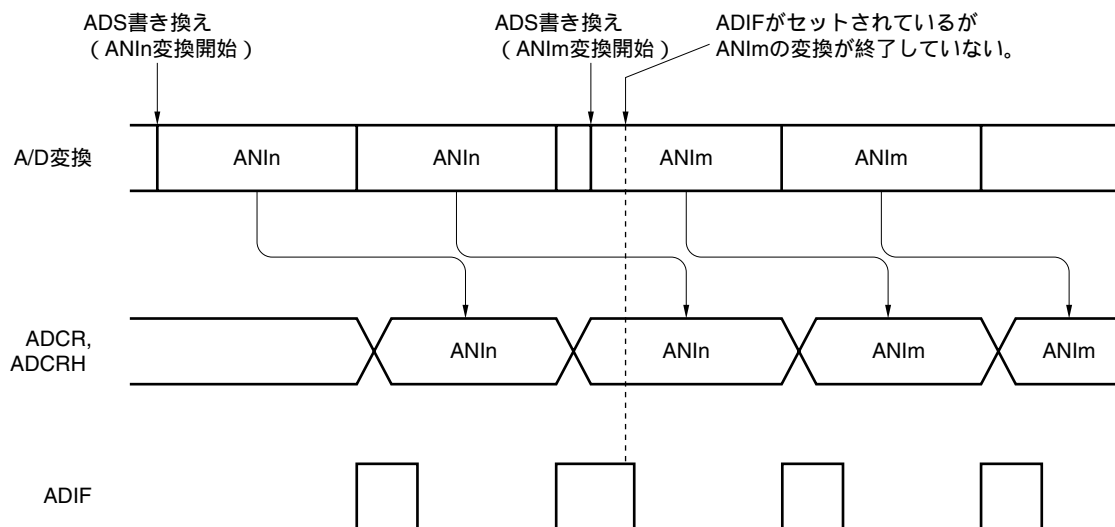 ADS書き換え
（ANIn変換開始）
ADS書き換え
（ANIm変換開始）
ADIFがセットされているが
ANImの変換が終了していない。
A/D変換
ANIn
ANIn
ANIm
ANIm
ADCR,
ADCRH
ANIn
ANIn
ANIm
ANIm
ADIF